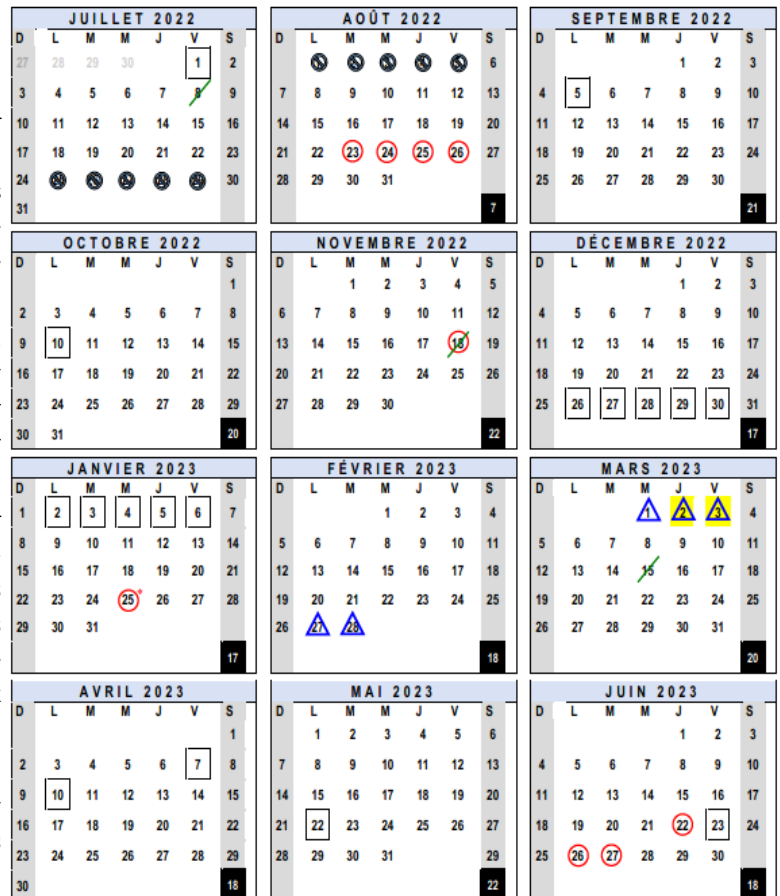 JUILLET 2022
D L M M J V S
27 28 29 30 1 2
3 4 5 6 7 8 9
10 11 12 13 14 15 16
17 18 19 20 21 22 23
24 30
31
AOÛT 2022
D L M M J V S
6
7 8 9 10 11 12 13
14 15 16 17 18 19 20
21 22 23 24 25 26 27
28 29 30 31
7
SEPTEMBRE 2022
D L M M J V S
1 2 3
4 5 6 7 8 9 10
11 12 13 14 15 16 17
18 19 20 21 22 23 24
25 26 27 28 29 30
21
OCTOBRE 2022
D L M M J V S
1
2 3 4 5 6 7 8
9 10 11 12 13 14 15
16 17 18 19 20 21 22
23 24 25 26 27 28 29
30 31 20
NOVEMBRE 2022
D L M M J V S
1 2 3 4 5
6 7 8 9 10 11 12
13 14 15 16 17 18 19
20 21 22 23 24 25 26
27 28 29 30
22
DÉCEMBRE 2022
D L M M J V S
1 2 3
4 5 6 7 8 9 10
11 12 13 14 15 16 17
18 19 20 21 22 23 24
25 26 27 28 29 30 31
17
JANVIER 2023
D L M M J V S
1 2 3 4 5 6 7
8 9 10 11 12 13 14
15 16 17 18 19 20 21
22 23 24 25* 26 27 28
29 30 31
17
FÉVRIER 2023
D L M M J V S
1 2 3 4
5 6 7 8 9 10 11
12 13 14 15 16 17 18
19 20 21 22 23 24 25
26 27 28
18
MARS 2023
D L M M J V S
1 2 3 4
5 6 7 8 9 10 11
12 13 14 15 16 17 18
19 20 21 22 23 24 25
26 27 28 29 30 31
20
AVRIL 2023
D L M M J V S
1
2 3 4 5 6 7 8
9 10 11 12 13 14 15
16 17 18 19 20 21 22
23 24 25 26 27 28 29
30 18
MAI 2023
D L M M J V S
1 2 3 4 5 6
7 8 9 10 11 12 13
14 15 16 17 18 19 20
21 22 23 24 25 26 27
28 29 30 31 29
22
JUIN 2023
D L M M J V S
1 2 3
4 5 6 7 8 9 10
11 12 13 14 15 16 17
18 19 20 21 22 23 24
25 26 27 28 29 30
18